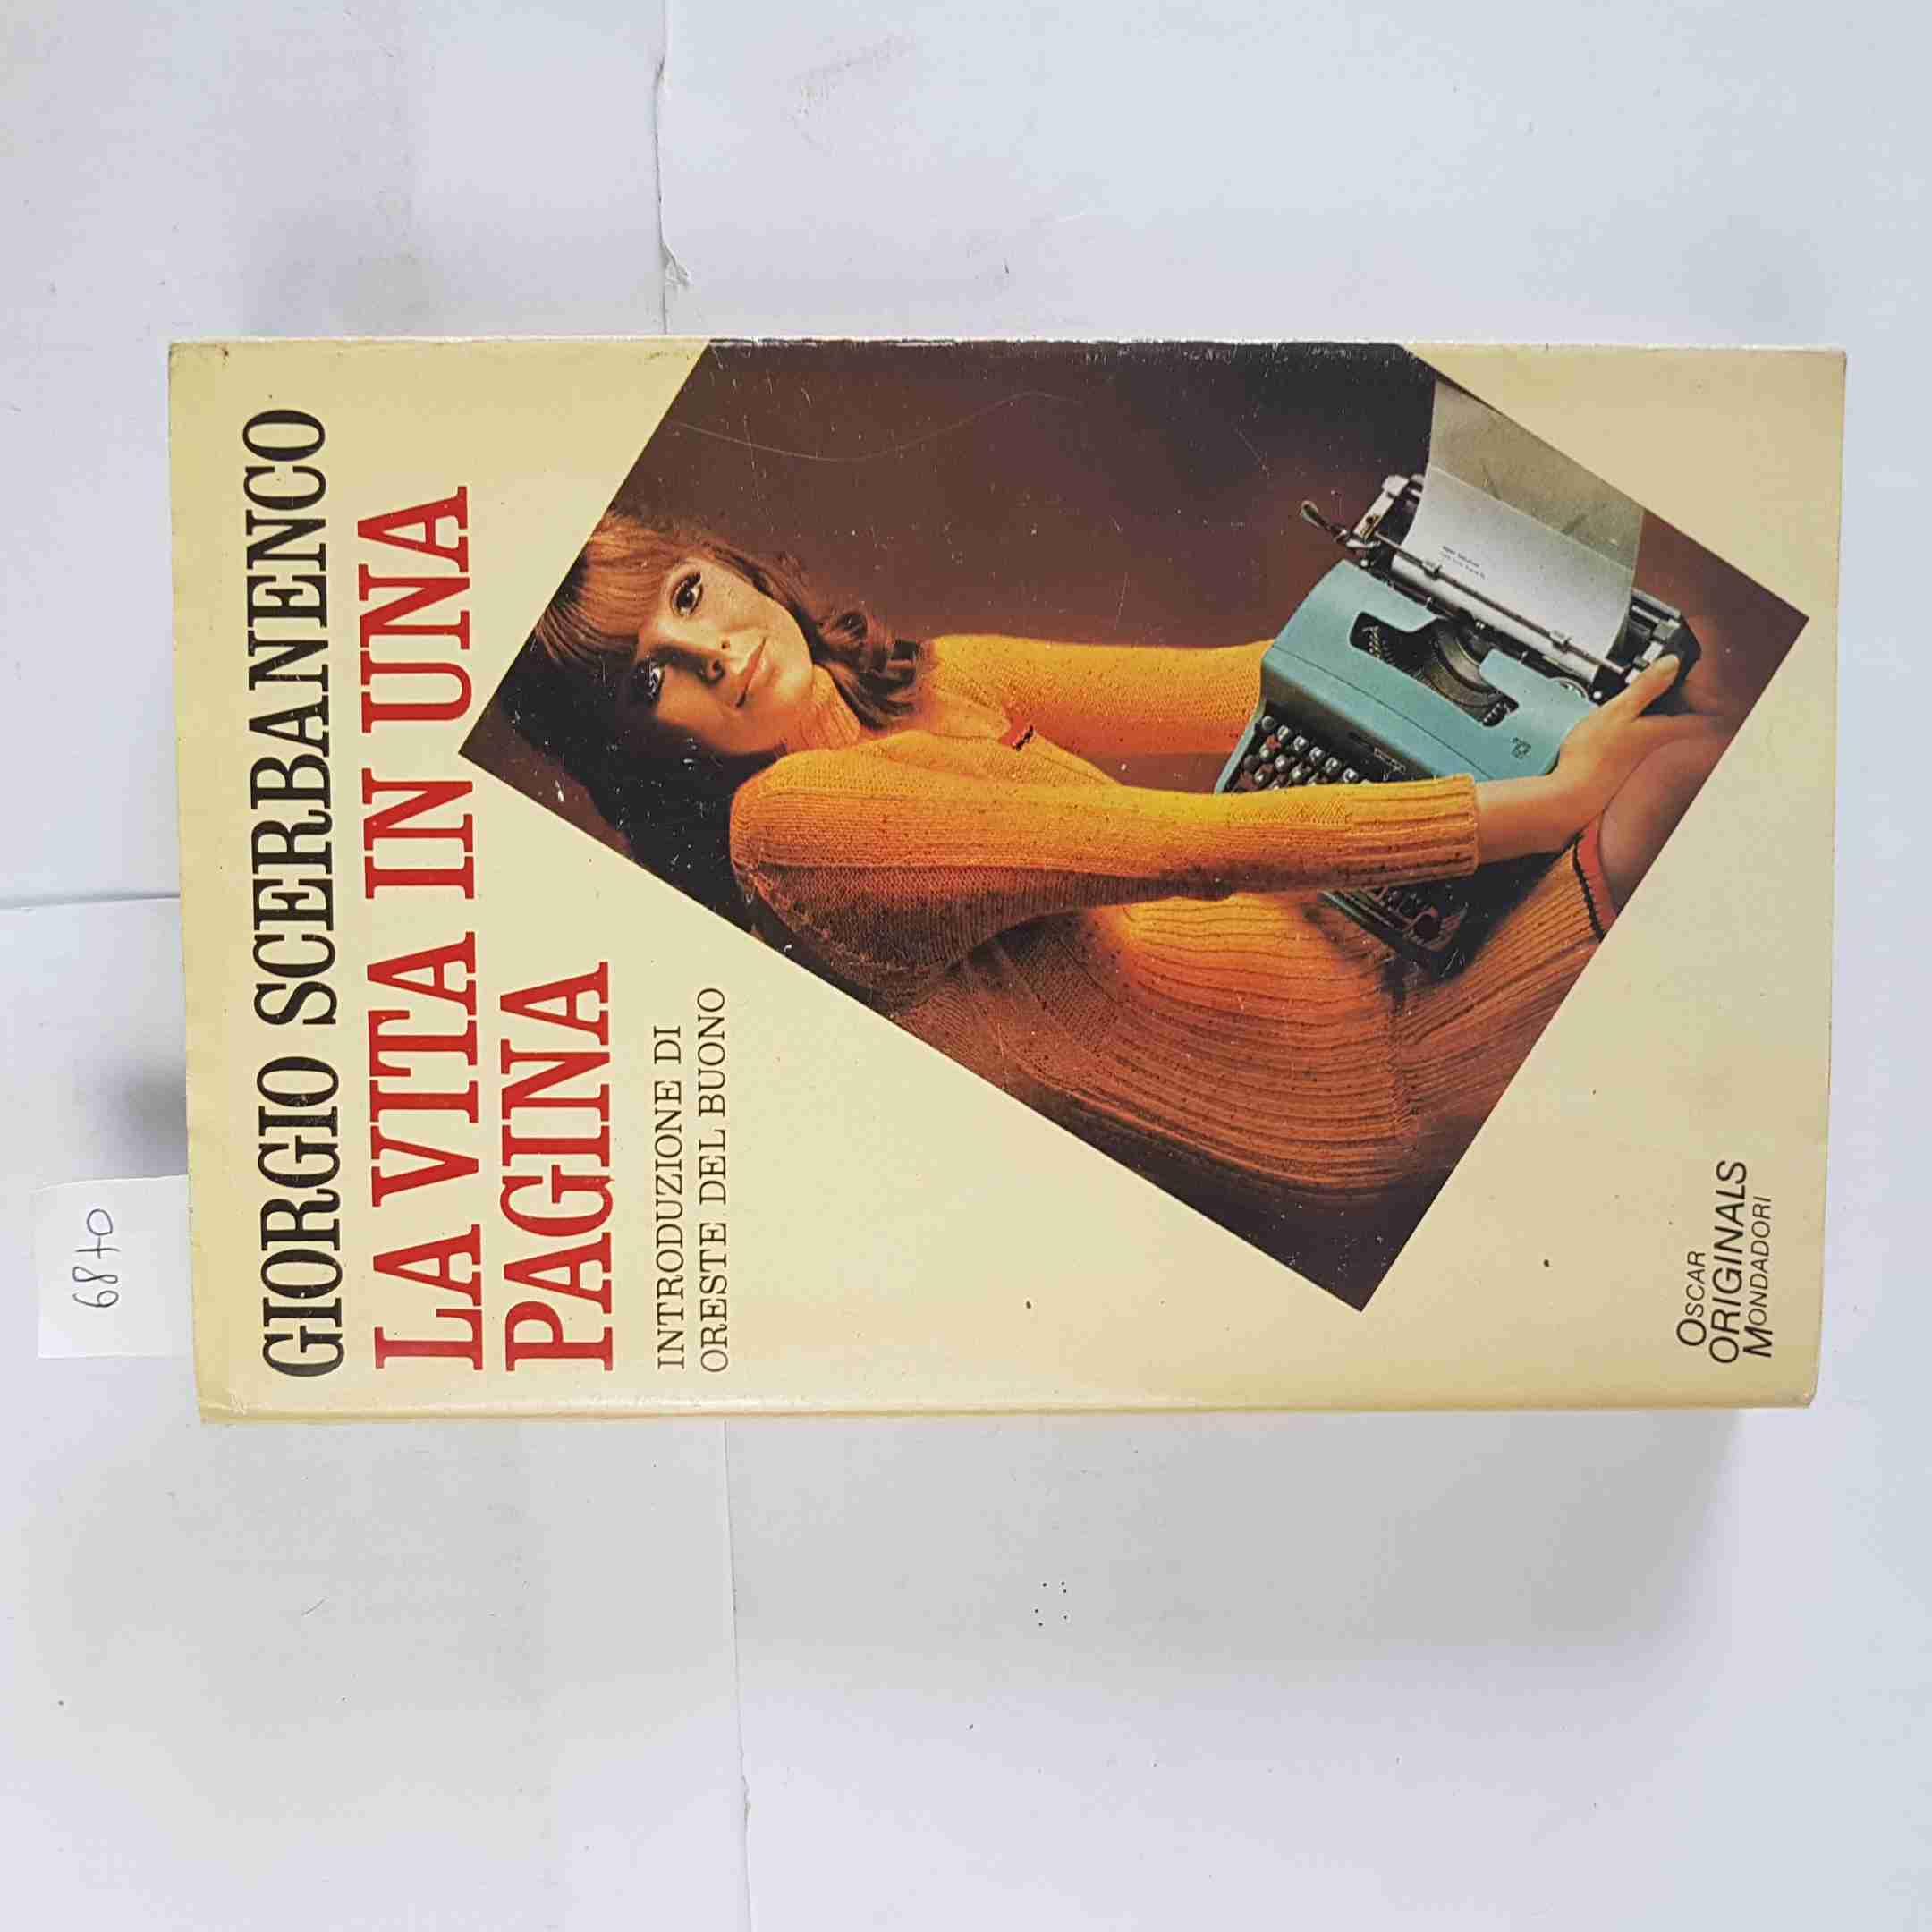 6870
GIORGIO SCERBANENCO
LA VITA IN UNA
PAGINA
INTRODUZIONE DI
ORESTE DEL BUONO
OSCAR
ORIGINALS
MONDADORI